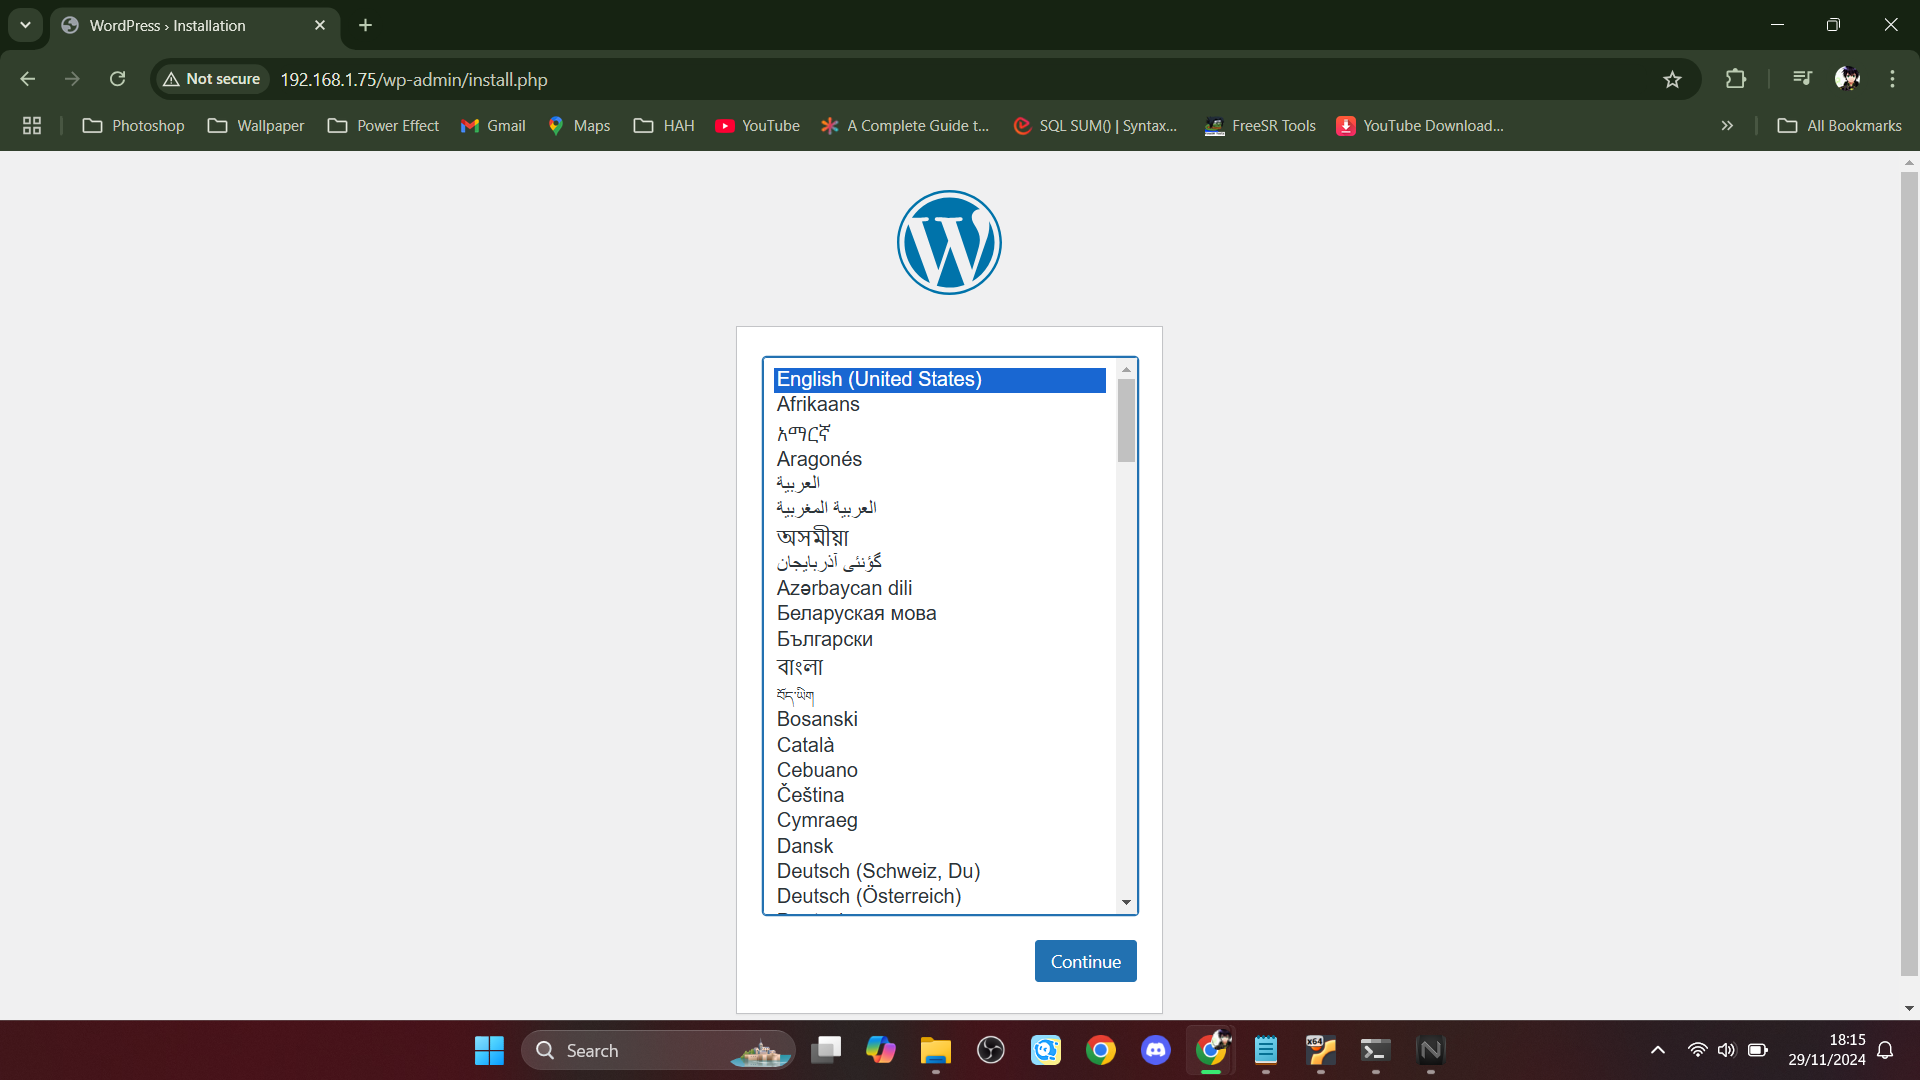 WordPress › Installation
Not secure 192.168.1.75/wp-admin/install.php
Photoshop Wallpaper Power Effect Gmail Maps HAH YouTube A Complete Guide t... SQL SUM() | Syntax... FreeSR Tools YouTube Download... All Bookmarks
English (United States)
Afrikaans
አማርኛ
Aragonés
العربية
العربية المغربية
অসমীয়া
گؤنئی آذربایجان
Azərbaycan dili
Беларуская мова
Български
বাংলা
བོད་ཡིག
Bosanski
Català
Cebuano
Čeština
Cymraeg
Dansk
Deutsch (Schweiz, Du)
Deutsch (Österreich)
Continue
Search
18:15
29/11/2024